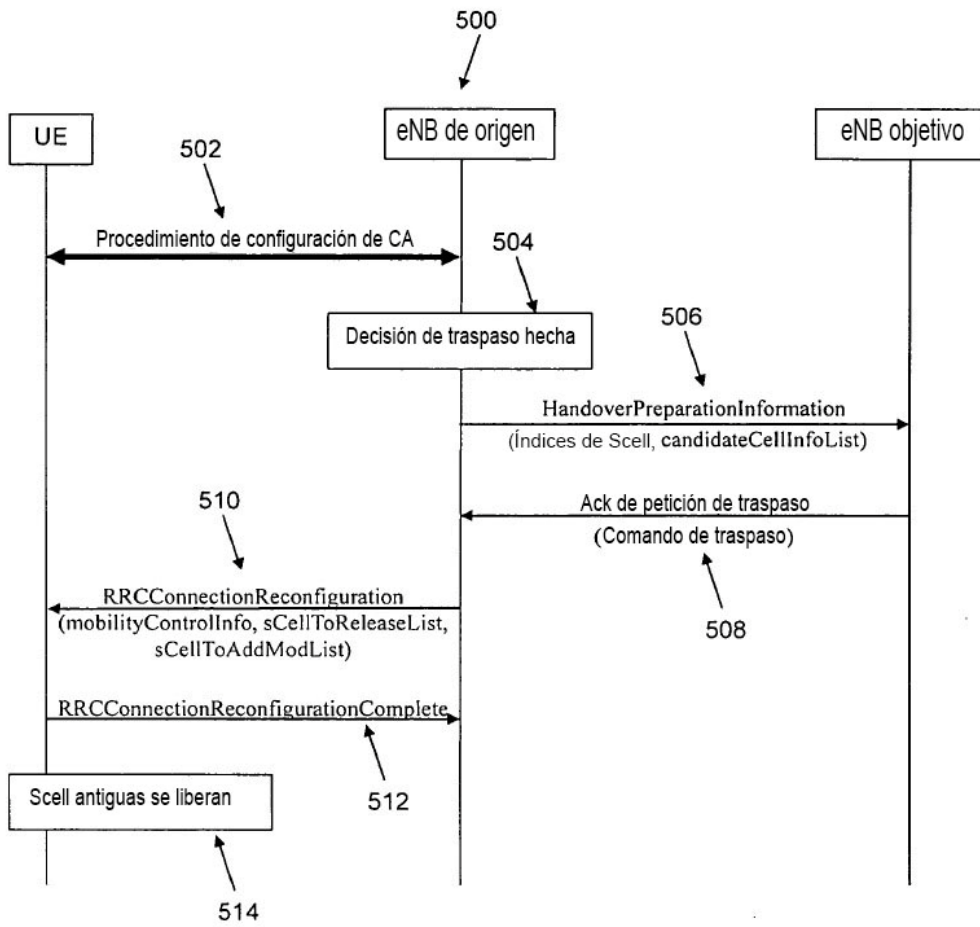 500
UE
eNB de origen
eNB objetivo
502
Procedimiento de configuración de CA
504
Decisión de traspaso hecha
506
HandoverPreparationInformation
(Índices de Scell, candidateCellInfoList)
Ack de petición de traspaso
(Comando de traspaso)
508
510
RRCConnectionReconfiguration
(mobilityControlInfo, sCellToReleaseList,
sCellToAddModList)
RRCConnectionReconfigurationComplete
512
Scell antiguas se liberan
514